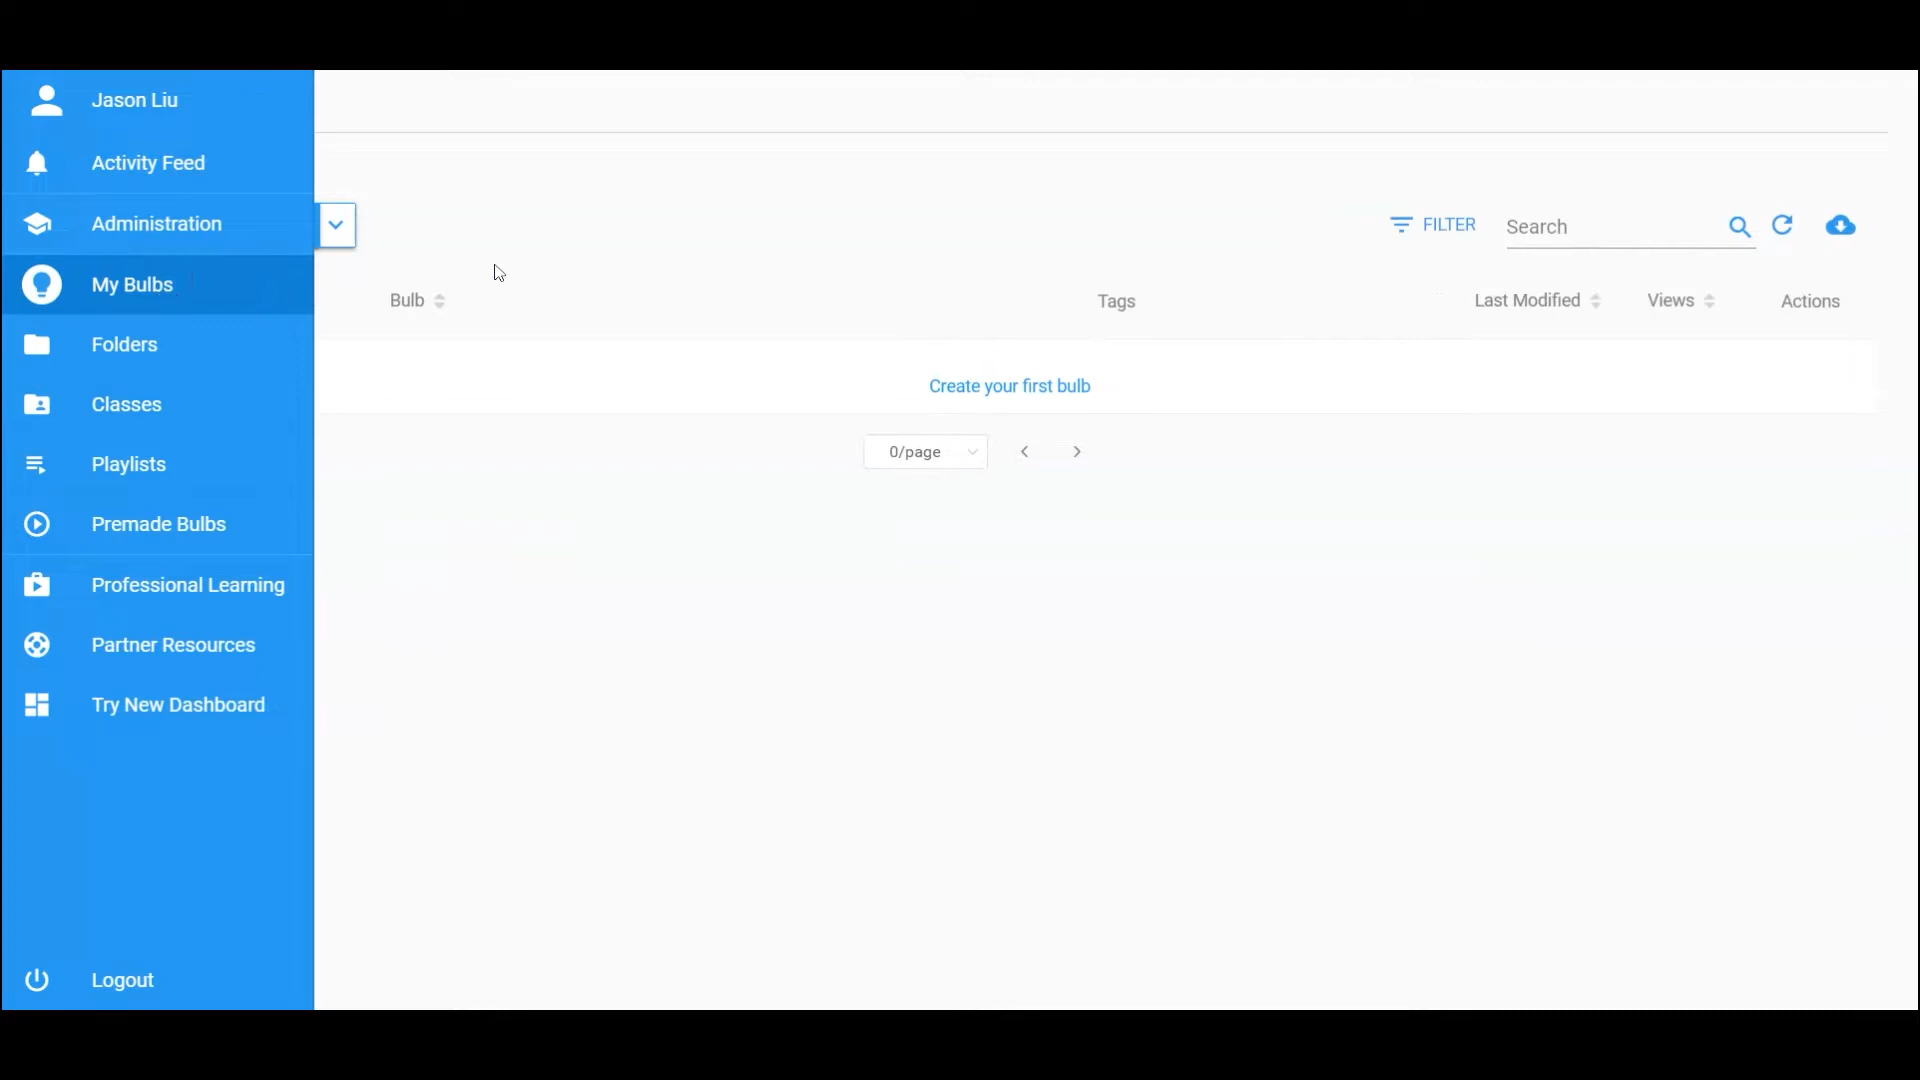 Jason Liu
Activity Feed
Administration
FILTER
Search
My Bulbs
Bulb
Tags
Last Modified
Views
Actions
Folders
Create your first bulb
Classes
0/page
Playlists
Premade Bulbs
Professional Learning
Partner Resources
Try New Dashboard
Logout